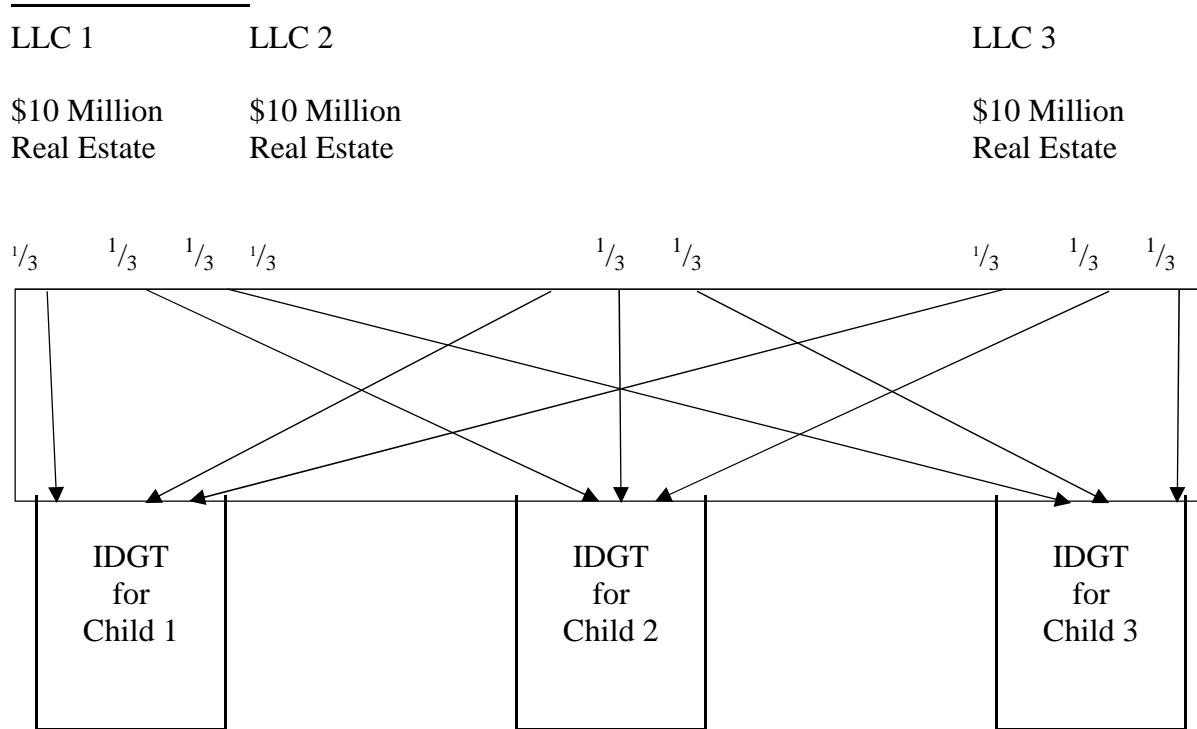 LLC 1 LLC 2 LLC 3
$10 Million $10 Million $10 Million
Real Estate Real Estate Real Estate
1/3 1/3 1/3 1/3 1/3 1/3 1/3 1/3 1/3
IDGT IDGT IDGT
for for for
Child 1 Child 2 Child 3